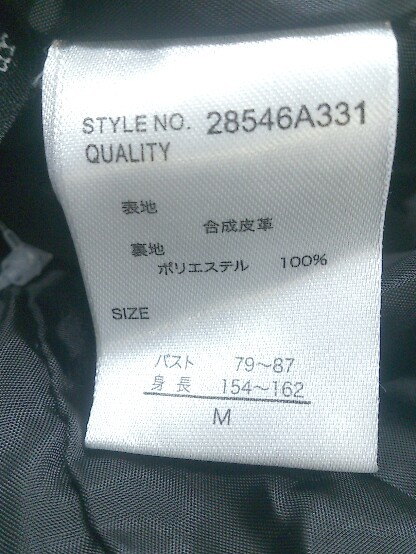 STYLE NO. 28546A331
QUALITY
表地
合成皮革
裏地
ポリエステル 100%
SIZE
バスト 79～87
身長 154～162
M